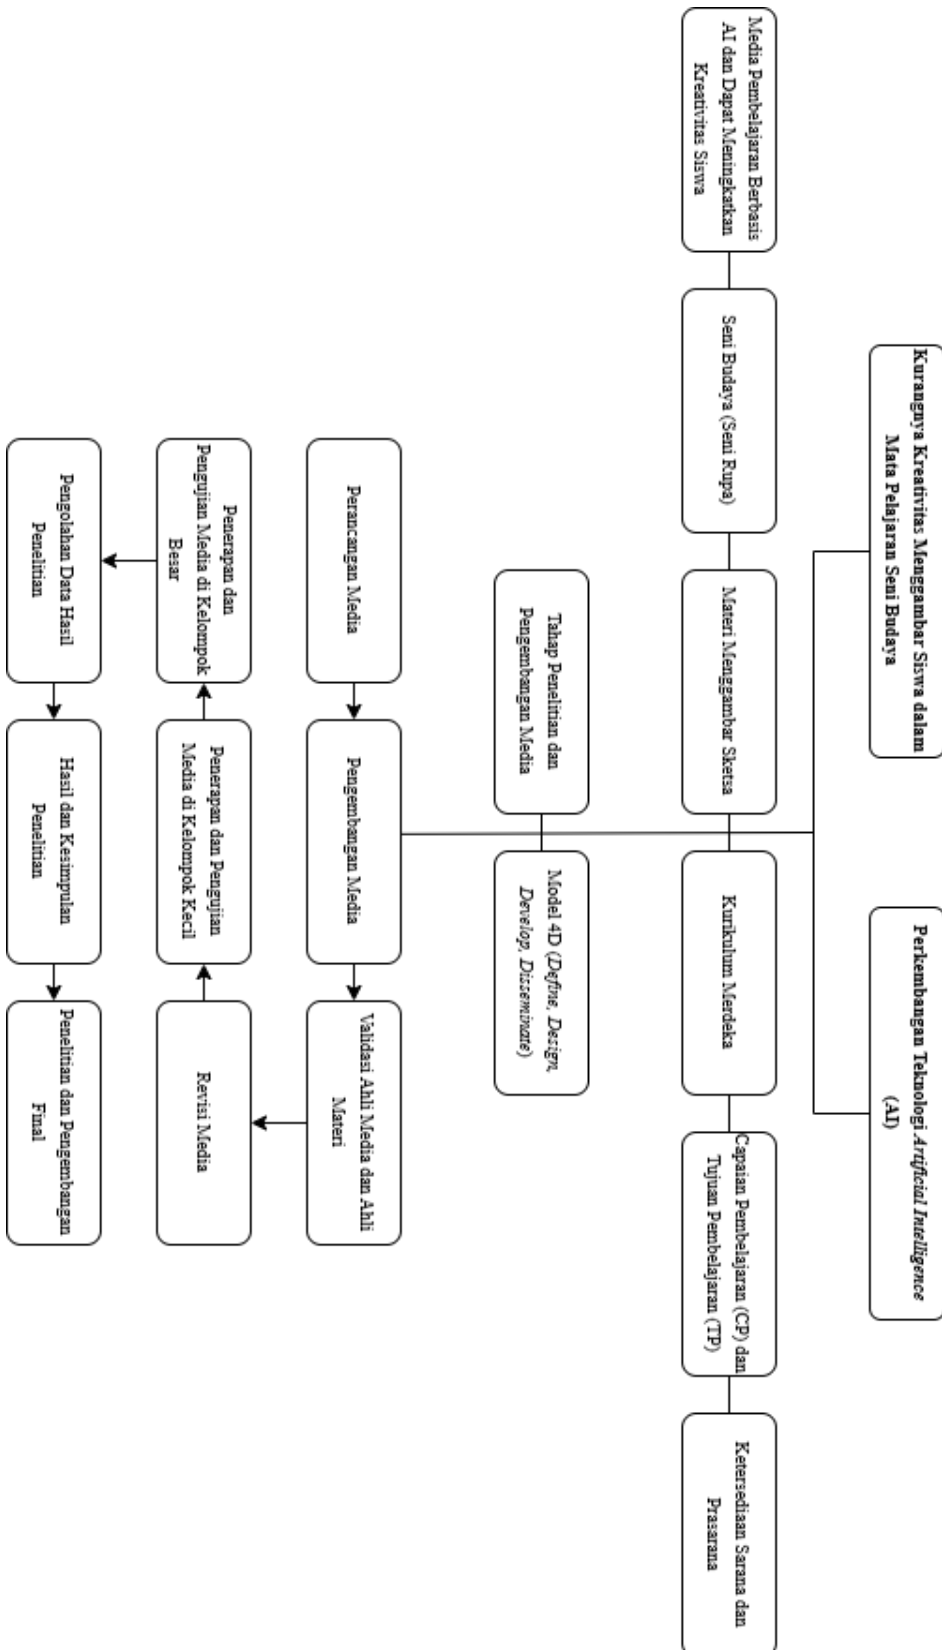 Kurangnya Kreativitas Menggambar Siswa dalam
Mata Pelajaran Seni Budaya
Perkembangan Teknologi Artificial Intelligence
(AI)
Media Pembelajaran Berbasis
AI dan Dapat Meningkatkan
Kreativitas Siswa
Seni Budaya (Seni Rupa)
Materi Menggambar Sketsa
Kurikulum Merdeka
Capaian Pembelajaran (CP) dan
Tujuan Pembelajaran (TP)
Ketersediaan Sarana dan
Prasarana
Tahap Penelitian dan
Pengembangan Media
Model 4D (Define, Design,
Develop, Disseminate)
Perancangan Media
Pengembangan Media
Validasi Ahli Media dan Ahli
Materi
Penerapan dan
Pengujian Media di Kelompok
Besar
Penerapan dan Pengujian
Media di Kelompok Kecil
Revisi Media
Pengolahan Data Hasil
Penelitian
Hasil dan Kesimpulan
Penelitian
Penelitian dan Pengembangan
Final